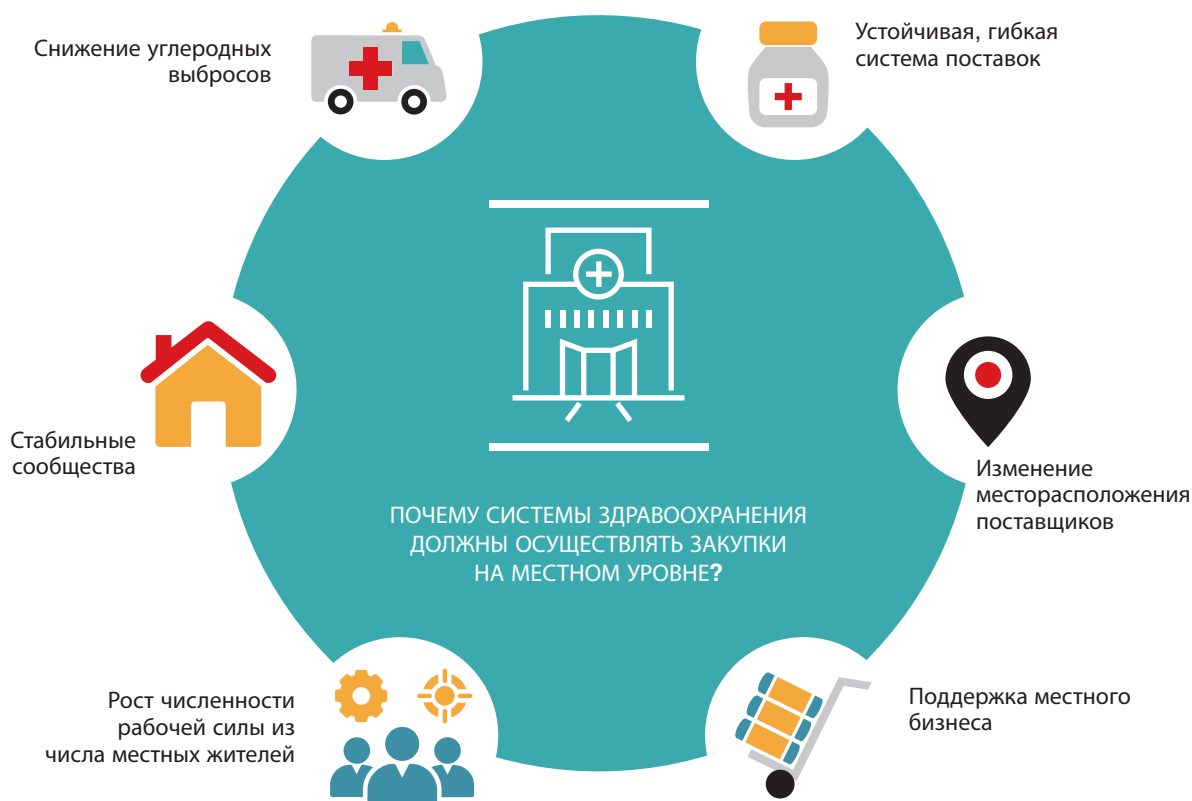 Снижение углеродных
выбросов
Устойчивая, гибкая
система поставок
Стабильные
сообщества
Изменение
месторасположения
поставщиков
ПОЧЕМУ СИСТЕМЫ ЗДРАВООХРАНЕНИЯ
ДОЛЖНЫ ОСУЩЕСТВЛЯТЬ ЗАКУПКИ
НА МЕСТНОМ УРОВНЕ?
Рост численности
рабочей силы из
числа местных жителей
Поддержка местного
бизнеса